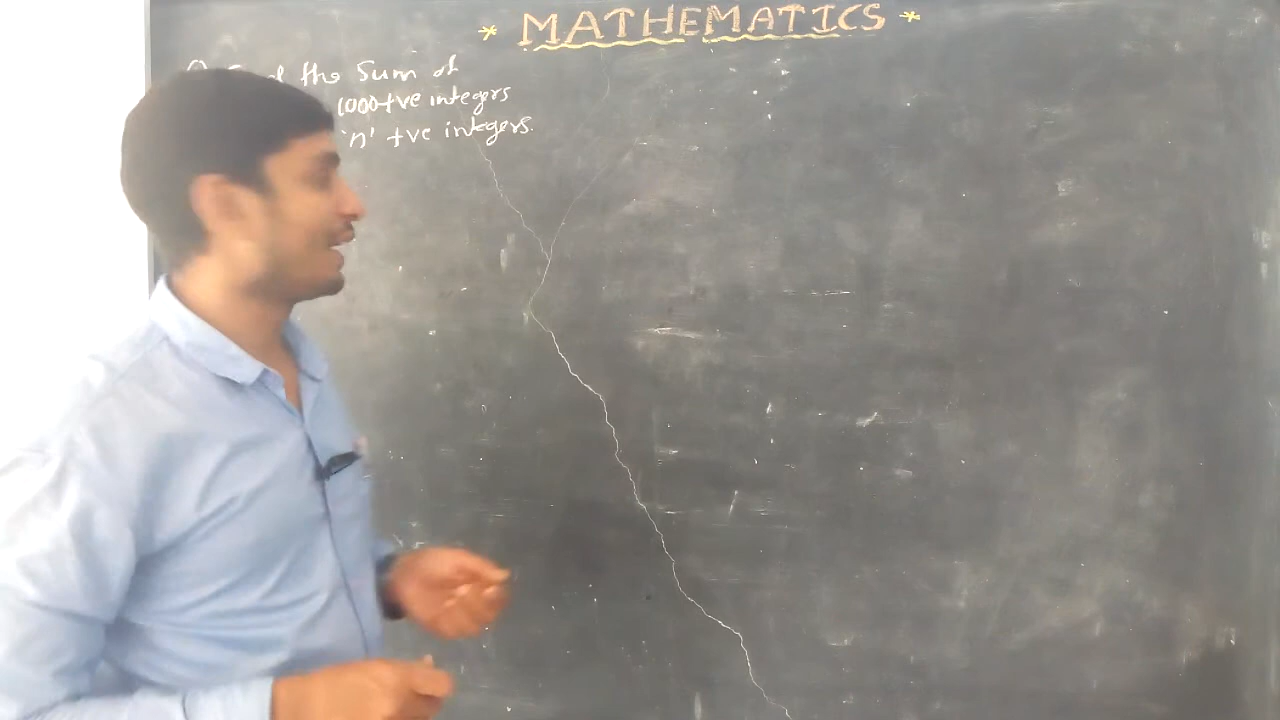 * MATHEMATICS *
the Sum of
1000 +ve integers
'n' +ve integers.